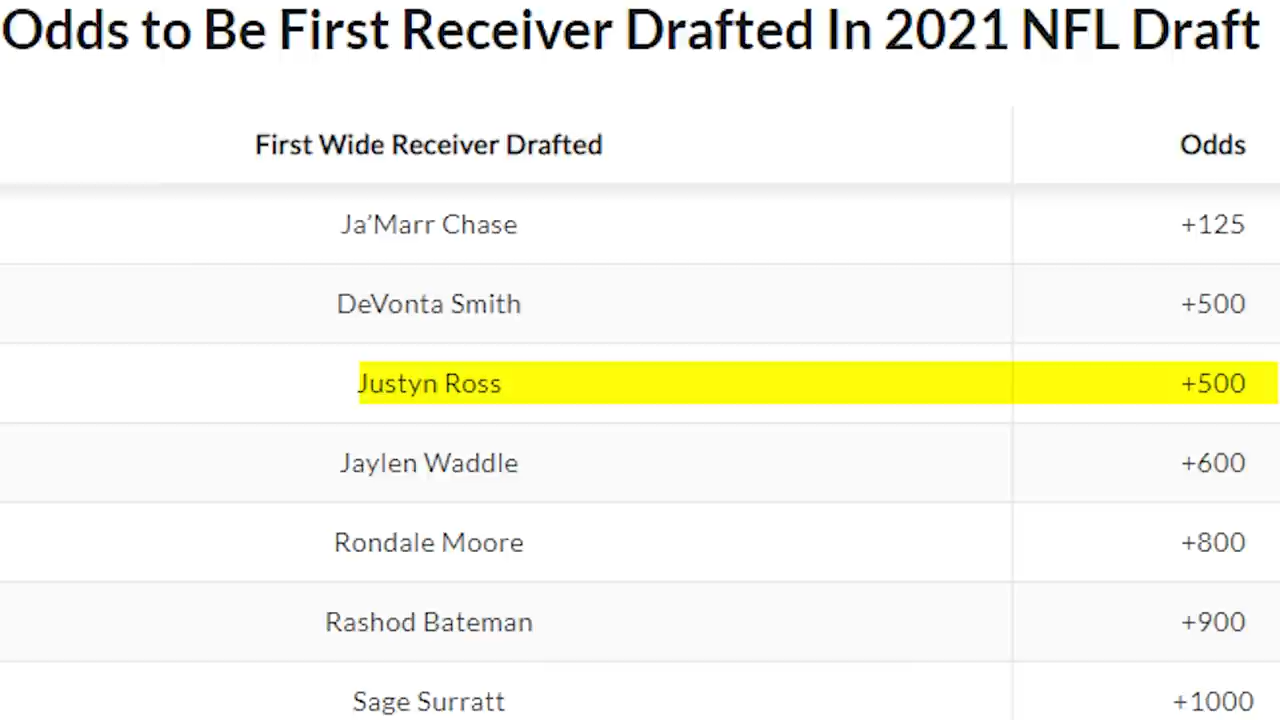 Odds to Be First Receiver Drafted In 2021 NFL Draft
First Wide Receiver Drafted Odds
Ja’Marr Chase +125
DeVonta Smith +500
Justyn Ross +500
Jaylen Waddle +600
Rondale Moore +800
Rashod Bateman +900
Sage Surratt +1000